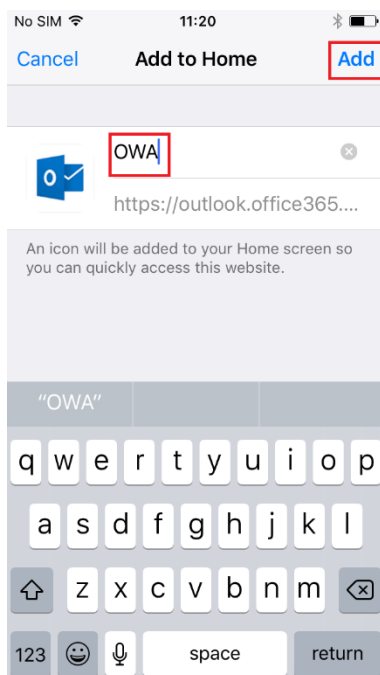 No SIM 11:20
Cancel Add to Home Add
OWA
https://outlook.office365....
An icon will be added to your Home screen so
you can quickly access this website.
"OWA"
q w e r t y u i o p
a s d f g h j k l
z x c v b n m
123 space return